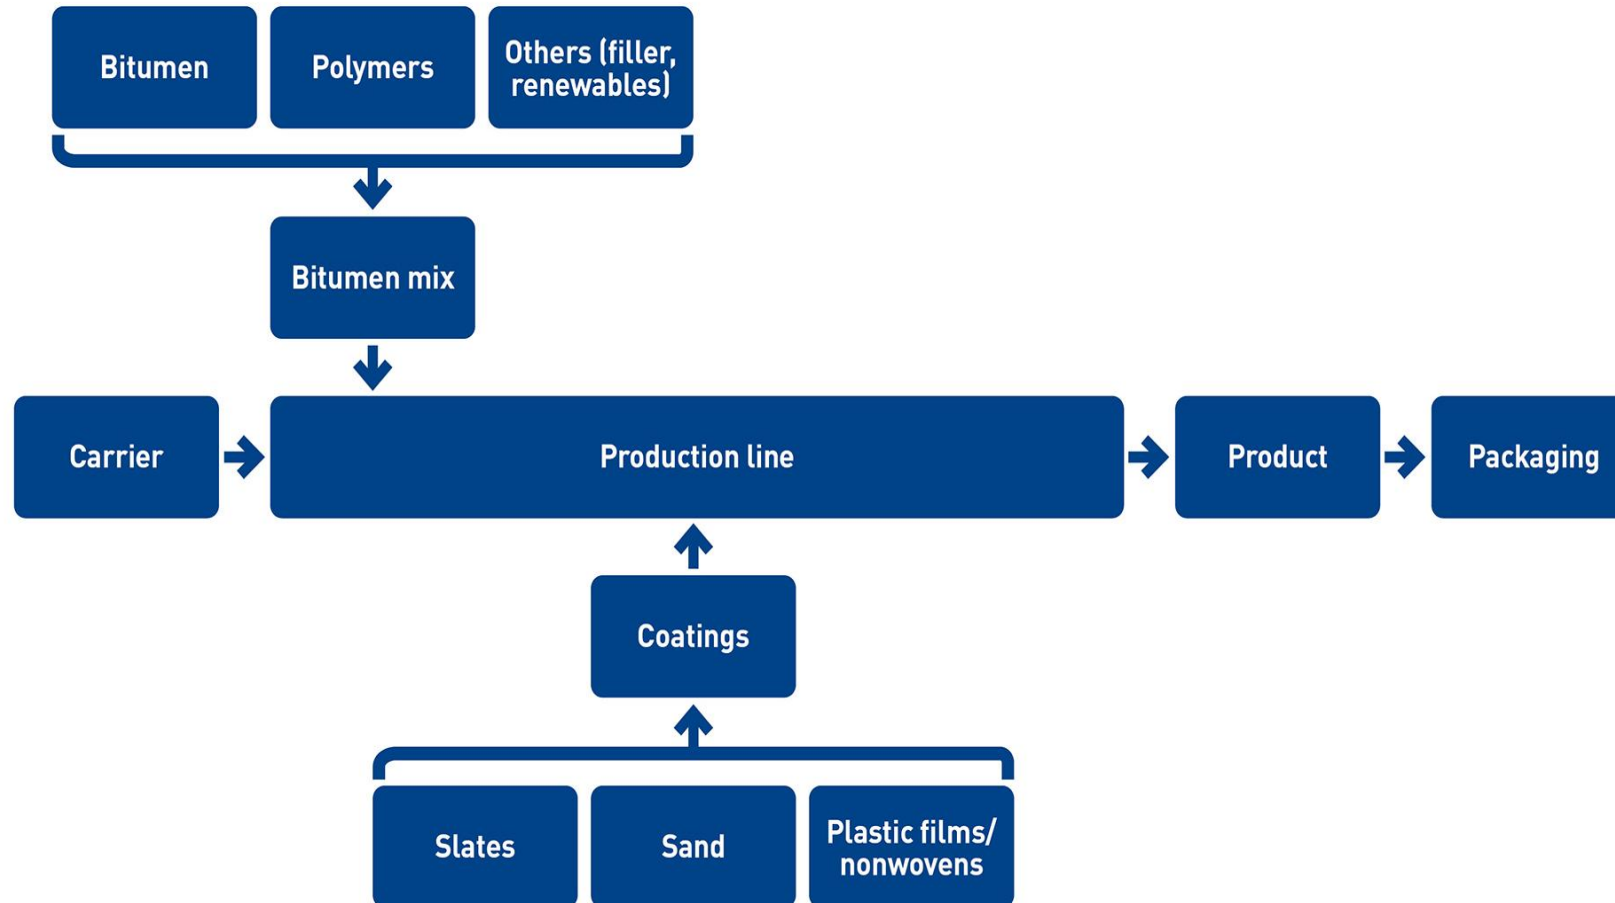 Bitumen
Polymers
Others (filler,
renewables)
Bitumen mix
Carrier
Production line
Product
Packaging
Coatings
Slates
Sand
Plastic films/
nonwovens